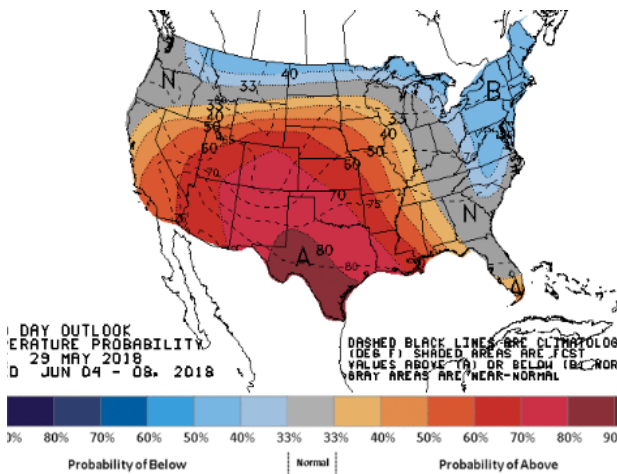 N
40
33
33
40
50
60
-70
33
40
50
60
70
-75
B
N
A 80
-80
A
DAY OUTLOOK
PERATURE PROBABILITY
29 MAY 2018
D JUN 04 - 08, 2018
DASHED BLACK LINES ARE CLIMATOLOG
(DEG F) SHADED AREAS ARE FCST
VALUES ABOVE (A) OR BELOW (B) NOR
GRAY AREAS ARE NEAR-NORMAL
0% 80% 70% 60% 50% 40% 33% 33% 40% 50% 60% 70% 80% 90
Probability of Below Normal Probability of Above